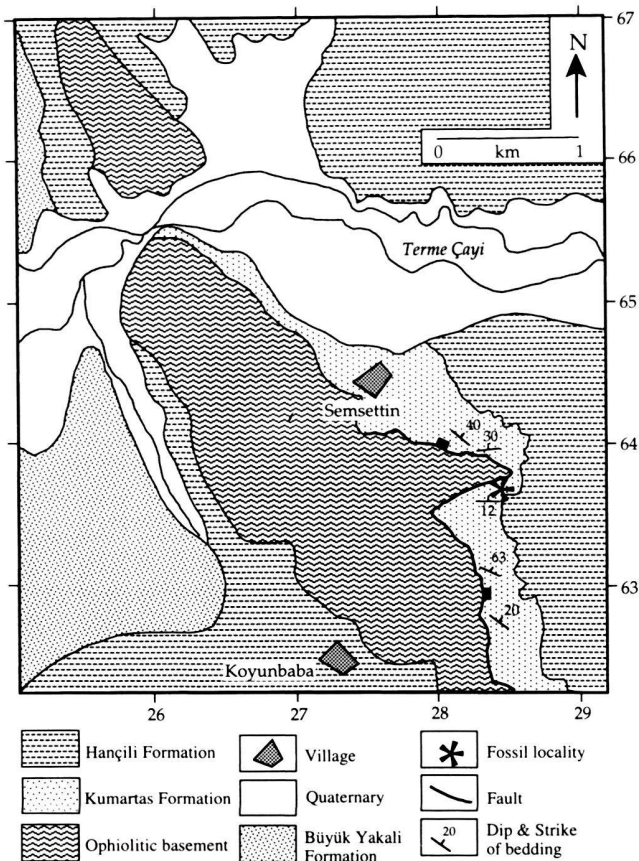 67
N
0 km 1
66
Terme Çayi
65
Semsettin
40
30
64
12
63
63
20
Koyunbaba
26 27 28 29
Hançili Formation
Village
Fossil locality
Kumartas Formation
Quaternary
Fault
Ophiolitic basement
Büyük Yakali
Formation
20
Dip & Strike
of bedding